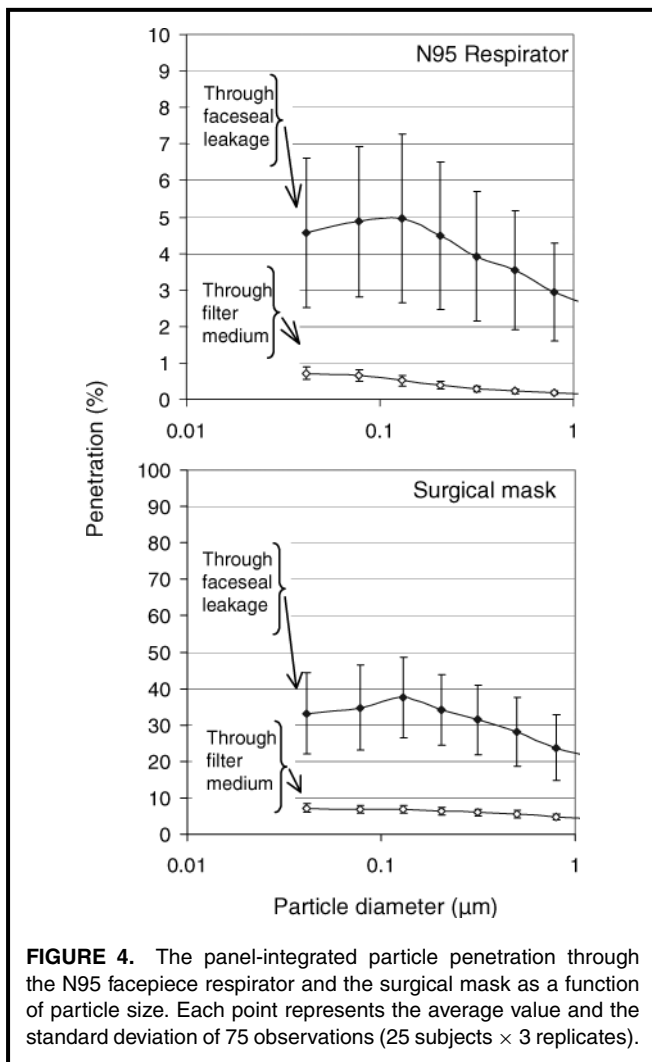 10
N95 Respirator
9
Through
faceseal
leakage
8
7
6
5
4
Through
filter
medium
3
2
1
0
0.01
0.1
1
Penetration (%)
100
Surgical mask
90
80
Through
faceseal
leakage
70
60
50
40
30
Through
filter
medium
20
10
0
0.01
0.1
1
Particle diameter (μm)
FIGURE 4. The panel-integrated particle penetration through
the N95 facepiece respirator and the surgical mask as a function
of particle size. Each point represents the average value and the
standard deviation of 75 observations (25 subjects × 3 replicates).